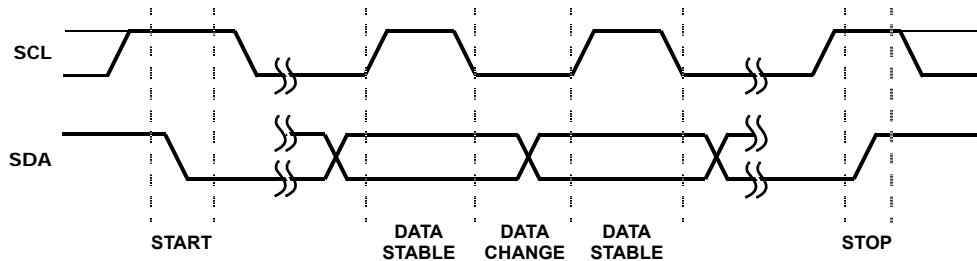 SCL
SDA
START
DATA
STABLE
DATA
CHANGE
DATA
STABLE
STOP